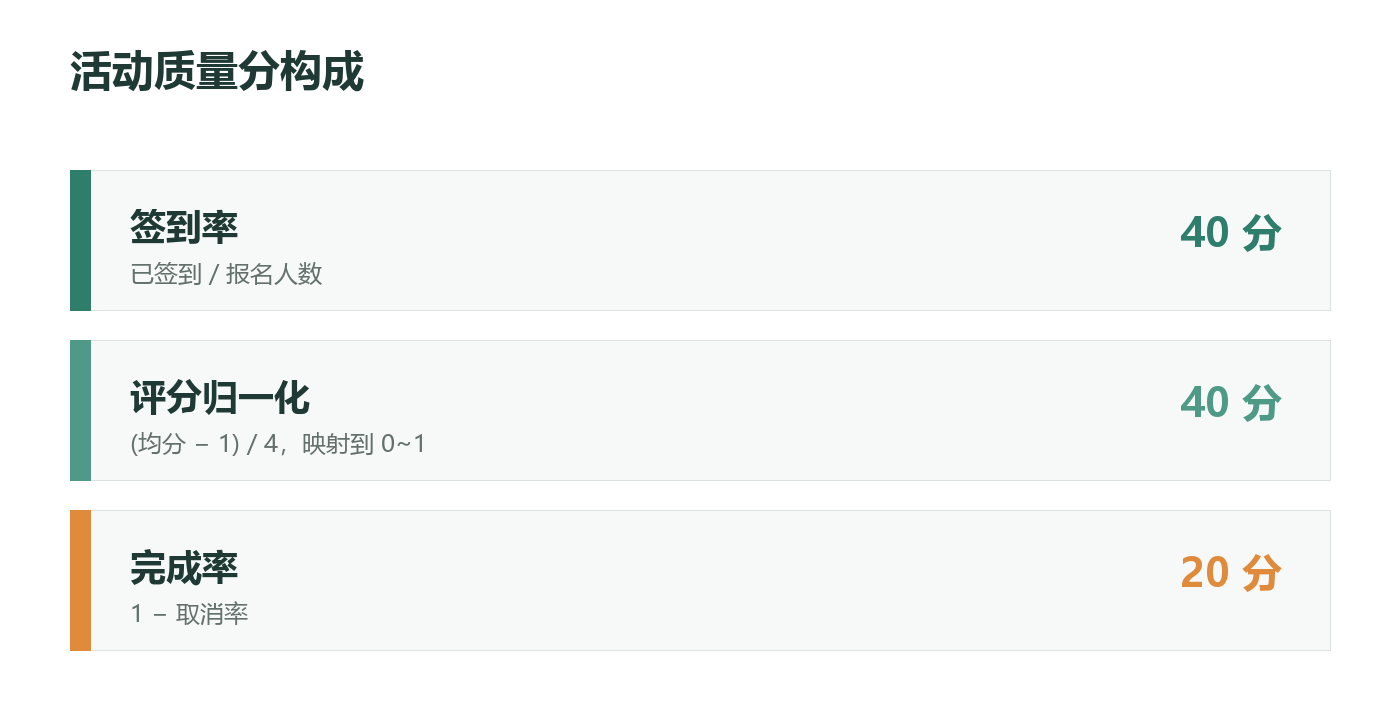 活动质量分构成
签到率
已签到 / 报名人数
40 分
评分归一化
(均分 − 1) / 4，映射到 0~1
40 分
完成率
1 − 取消率
20 分